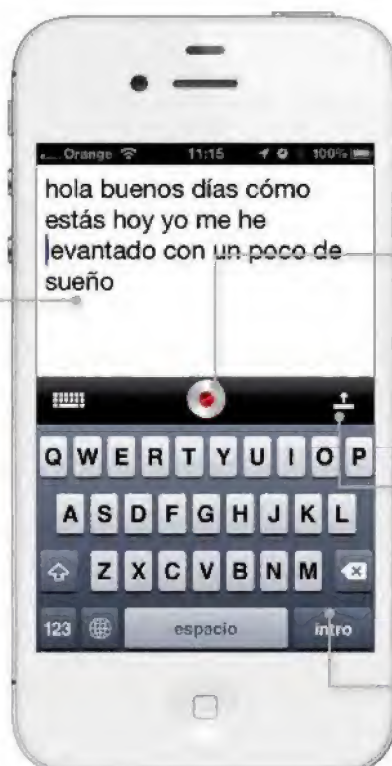 Orange 11:15 100%
hola buenos días cómo
estás hoy yo me he
levantado con un poco de
sueño
Q W E R T Y U I O P
A S D F G H J K L
Z X C V B N M
123 espacio intro